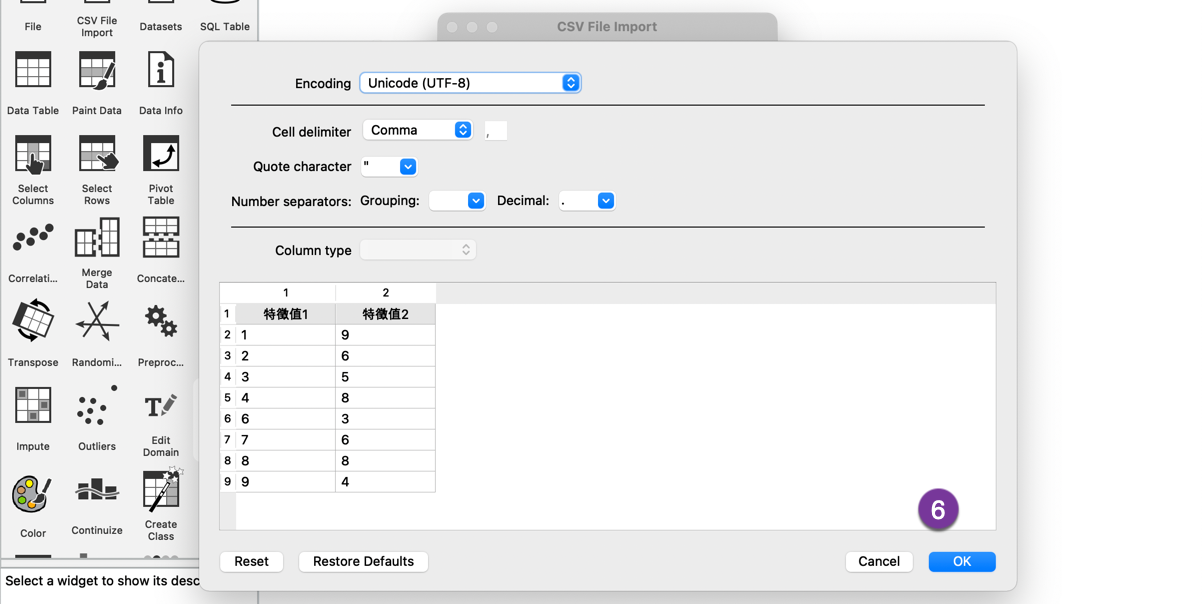 File
CSV File
Import
Datasets
SQL Table
Data Table
Paint Data
Data Info
Select
Columns
Select
Rows
Pivot
Table
Correlati...
Merge
Data
Concate...
Transpose
Randomi...
Preproc...
Impute
Outliers
Edit
Domain
Color
Continuize
Create
Class
Select a widget to show its desc
CSV File Import
Encoding Unicode (UTF-8)
Cell delimiter Comma ,
Quote character "
Number separators: Grouping: Decimal: .
Column type
1 2
1 特徵值1 特徵值2
2 1 9
3 2 6
4 3 5
5 4 8
6 6 3
7 7 6
8 8 8
9 9 4
6
Reset Restore Defaults Cancel OK